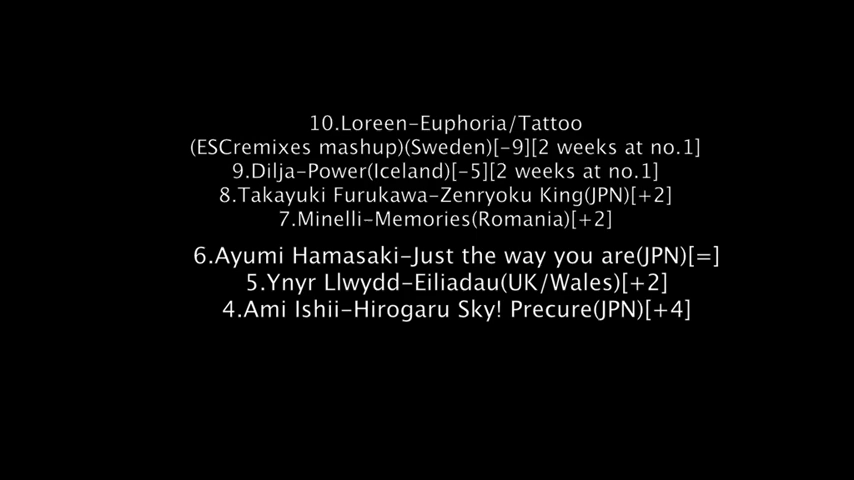 10.Loreen-Euphoria/Tattoo
(ESCremixes mashup)(Sweden)[-9][2 weeks at no.1]
9.Dilja-Power(Iceland)[-5][2 weeks at no.1]
8.Takayuki Furukawa-Zenryoku King(JPN)[+2]
7.Minelli-Memories(Romania)[+2]
6.Ayumi Hamasaki-Just the way you are(JPN)[=]
5.Ynyr Llwydd-Eiliadau(UK/Wales)[+2]
4.Ami Ishii-Hirogaru Sky! Precure(JPN)[+4]